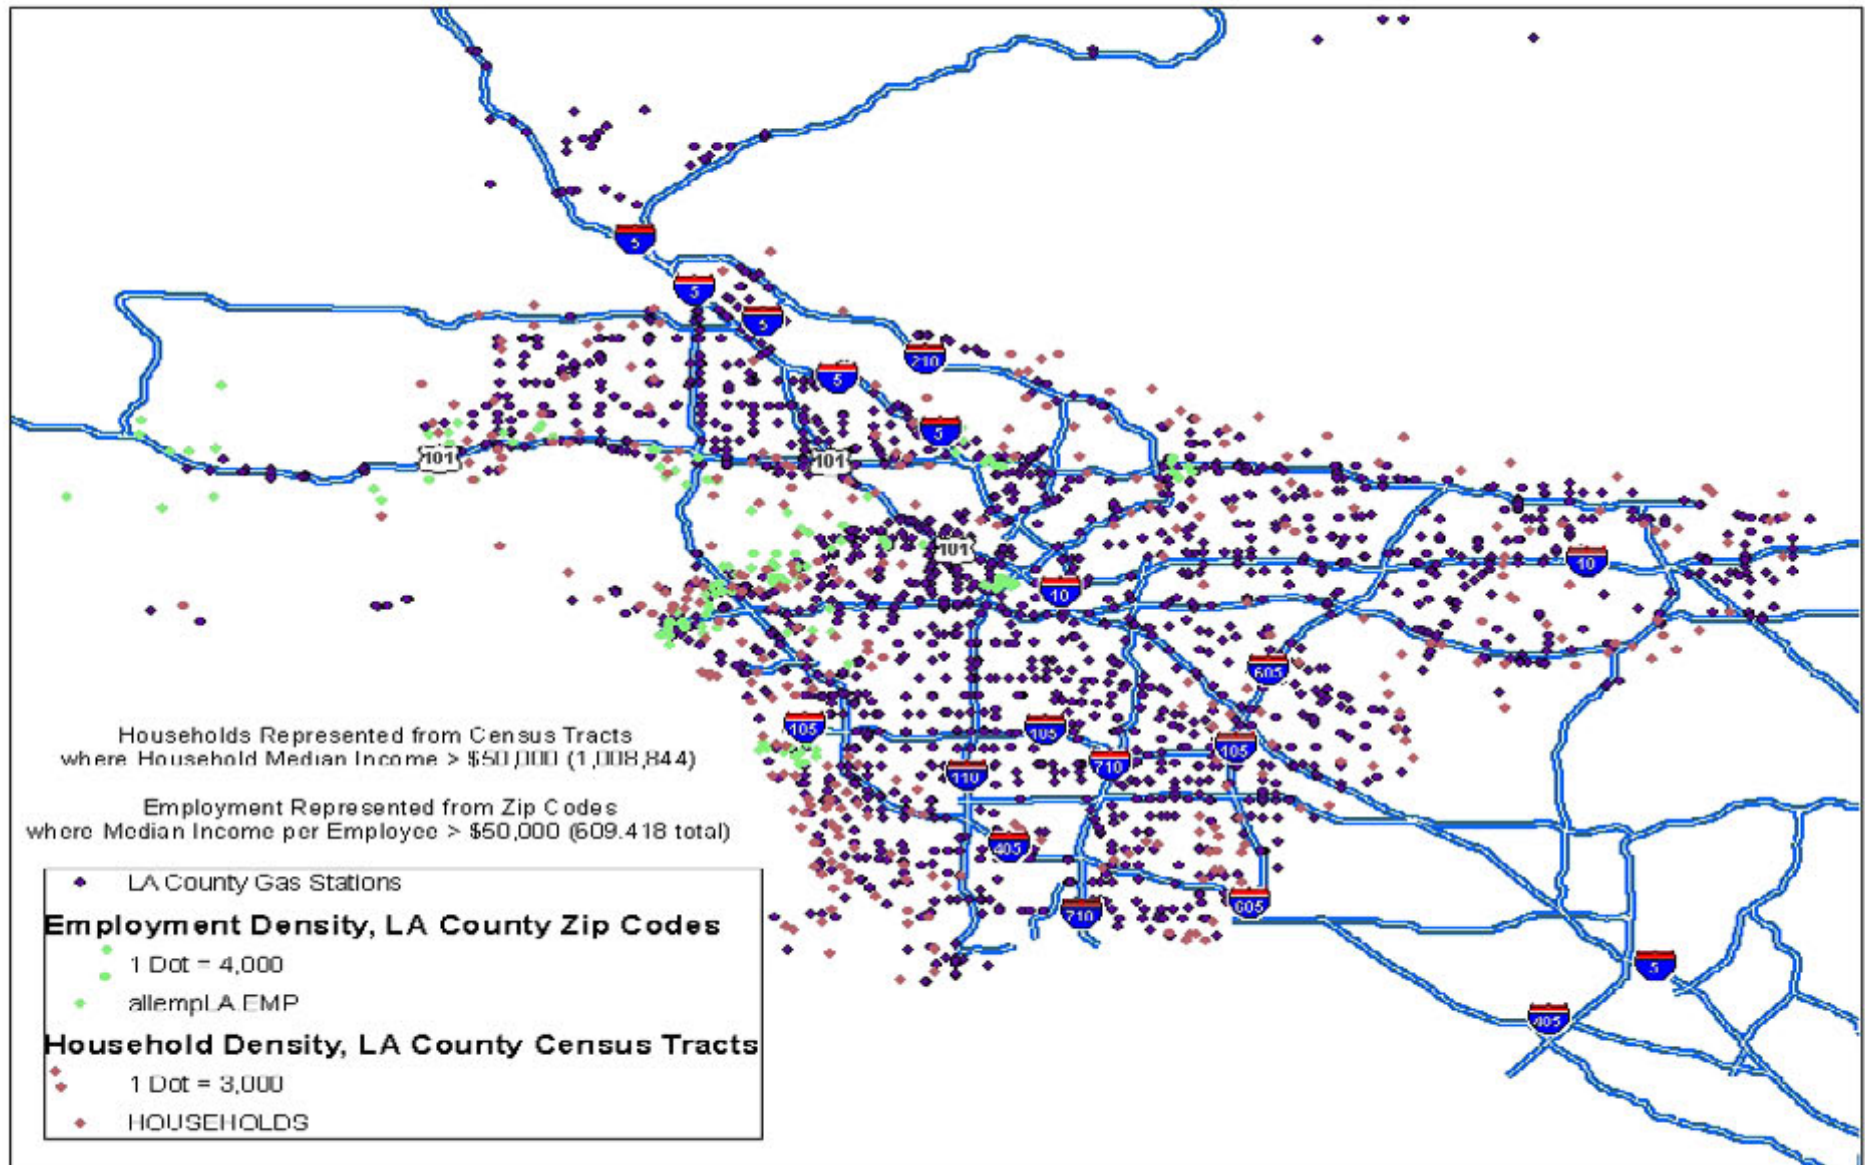 5
5
5
210
5
5
101
101
101
10
10
605
105
105
105
110
710
405
710
605
5
405
Households Represented from Census Tracts
where Household Median Income > $50,000 (1,008,844)
Employment Represented from Zip Codes
where Median Income per Employee > $50,000 (609.418 total)
LA County Gas Stations
Employment Density, LA County Zip Codes
1 Dot = 4,000
allempLA.EMP
Household Density, LA County Census Tracts
1 Dot = 3,000
HOUSEHOLDS